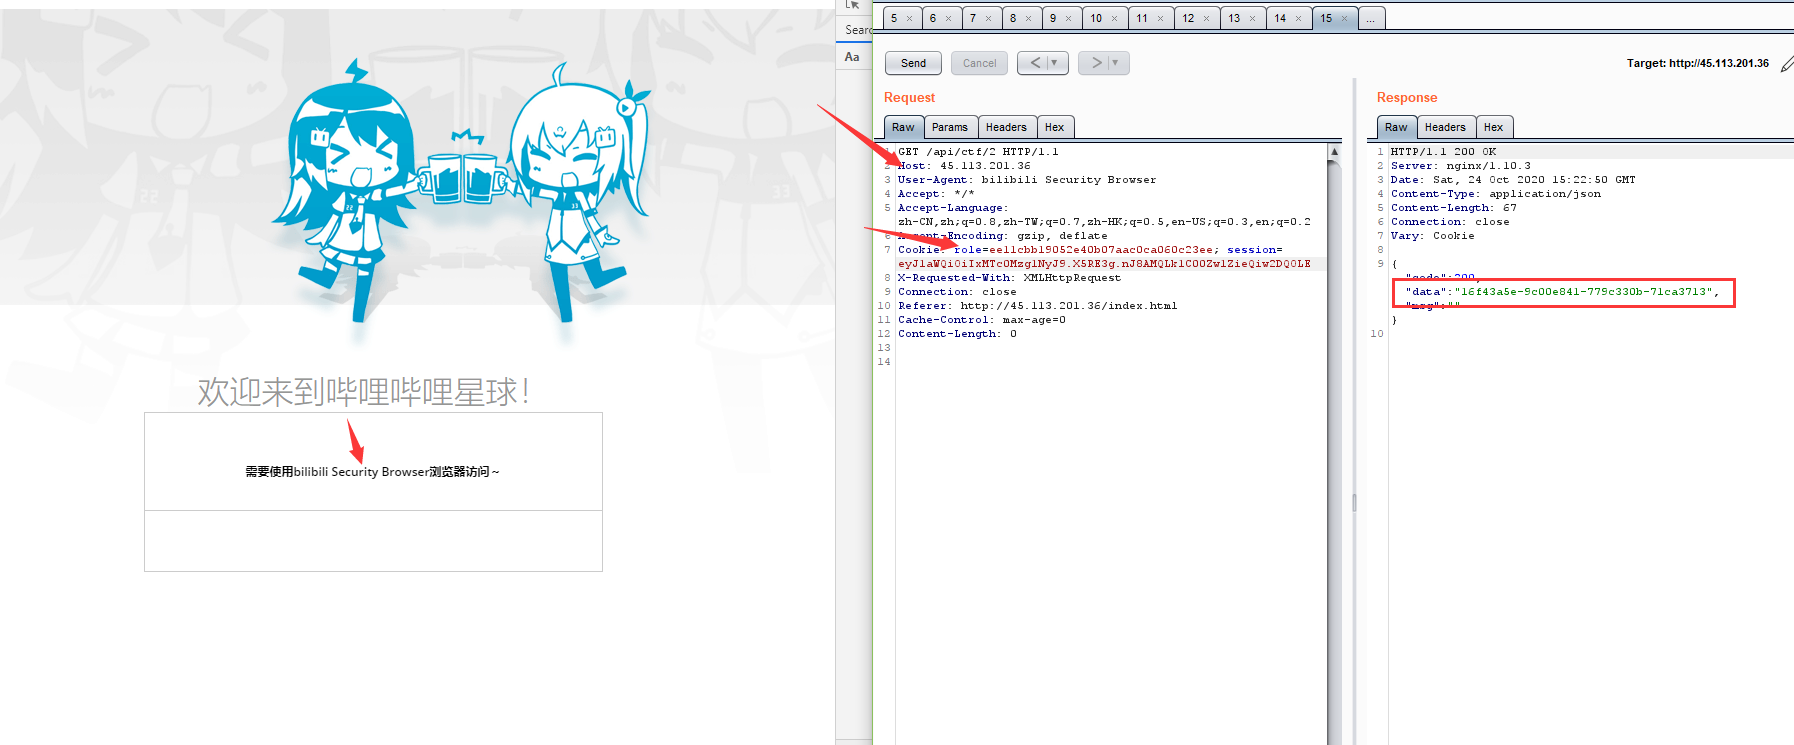 欢迎来到哔哩哔哩星球!
需要使用bilibili Security Browser浏览器访问~
22
33
Aa
5 × 6 × 7 × 8 × 9 × 10 × 11 × 12 × 13 × 14 × 15 × ...
Send Cancel < ▼ > ▼
Target: http://45.113.201.36
Request
Raw Params Headers Hex
GET /api/ctf/2 HTTP/1.1
2 Host: 45.113.201.36
3 User-Agent: bilibili Security Browser
4 Accept: */*
5 Accept-Language:
zh-CN,zh;q=0.8,zh-TW;q=0.7,zh-HK;q=0.5,en-US;q=0.3,en;q=0.2
6 Accept-Encoding: gzip, deflate
7 Cookie: role=ee11cbb19052e40b07aac0ca060c23ee; session=
8 X-Requested-With: XMLHttpRequest
9 Connection: close
10 Referer: http://45.113.201.36/index.html
11 Cache-Control: max-age=0
12 Content-Length: 0
13
14
Response
Raw Headers Hex
1 HTTP/1.1 200 OK
2 Server: nginx/1.10.3
3 Date: Sat, 24 Oct 2020 15:22:50 GMT
4 Content-Type: application/json
5 Content-Length: 67
6 Connection: close
7 Vary: Cookie
8
9 {
"code":200,
"data":"16f43a5e-9c00e841-779c330b-71ca3713",
"msg":""
}
10